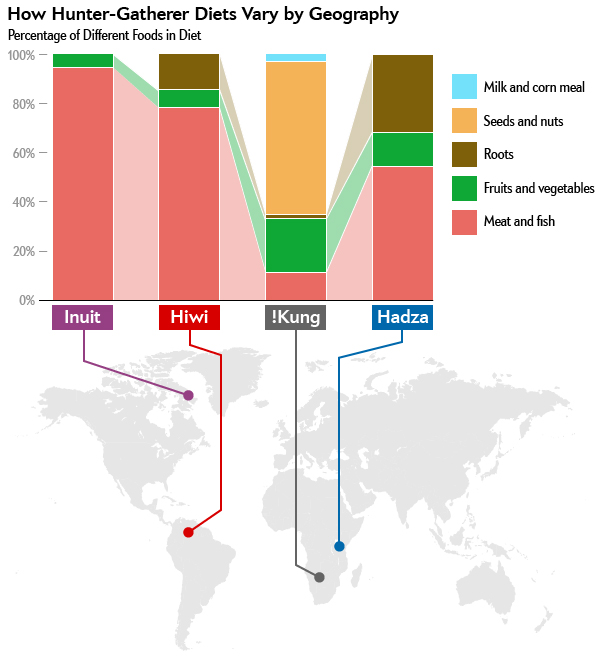 How Hunter-Gatherer Diets Vary by Geography
Percentage of Different Foods in Diet
100%
80%
60%
40%
20%
0%
Milk and corn meal
Seeds and nuts
Roots
Fruits and vegetables
Meat and fish
Inuit
Hiwi
!Kung
Hadza